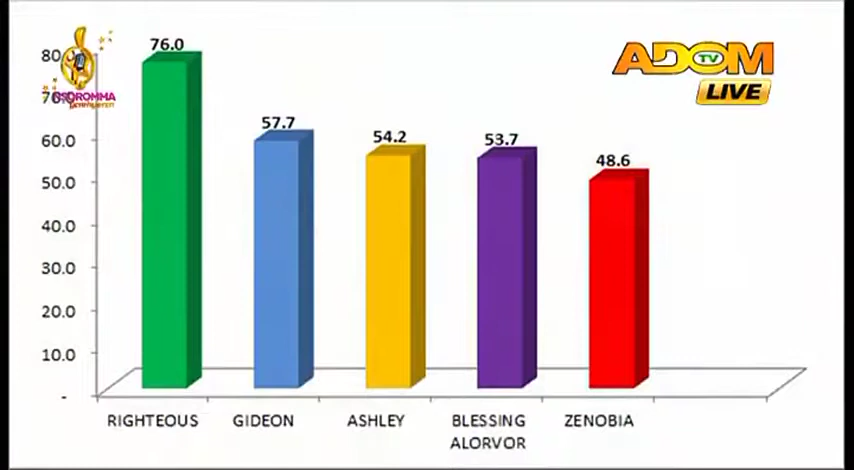 ADOM
TV
LIVE
80
70.0
60.0
50.0
40.0
30.0
20.0
10.0
-
76.0
57.7
54.2
53.7
48.6
RIGHTEOUS
GIDEON
ASHLEY
BLESSING
ALORVOR
ZENOBIA